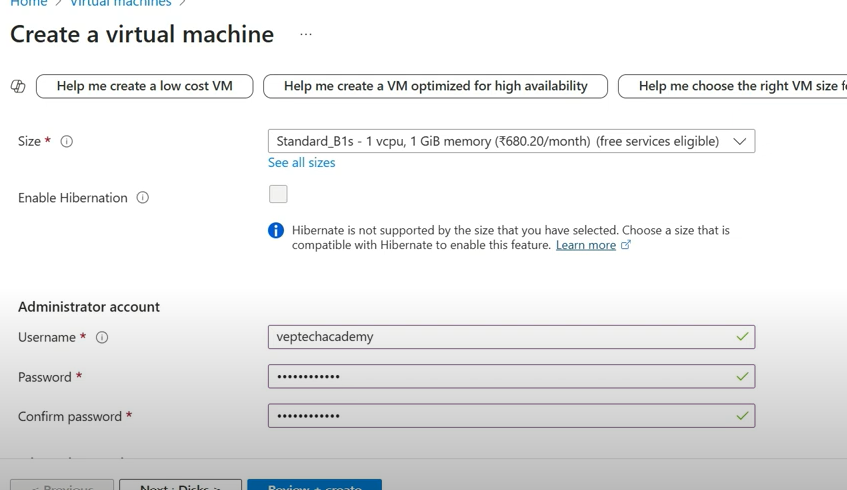 Home > Virtual machines >
Create a virtual machine ...
Help me create a low cost VM
Help me create a VM optimized for high availability
Help me choose the right VM size f
Size *
Standard_B1s - 1 vcpu, 1 GiB memory (₹680.20/month) (free services eligible)
See all sizes
Enable Hibernation
Hibernate is not supported by the size that you have selected. Choose a size that is
compatible with Hibernate to enable this feature. Learn more
Administrator account
Username *
veptechacademy
Password *
••••••••••••
Confirm password *
••••••••••••
< Previous
Next : Disks >
Review + create